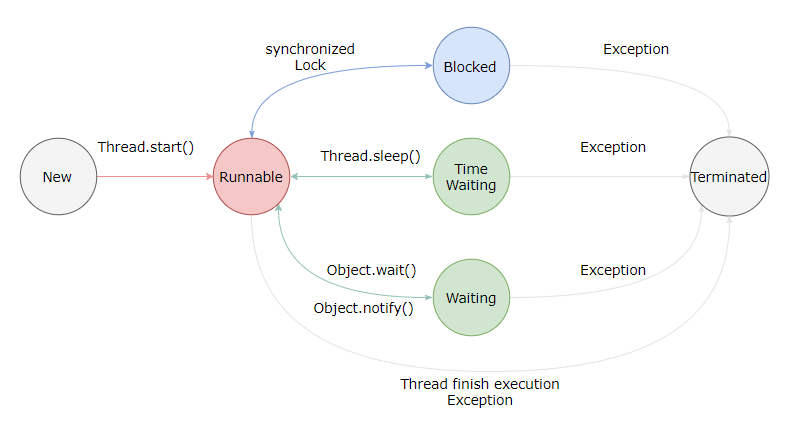 synchronized
Lock
Blocked
Exception
Thread.start()
New
Runnable
Thread.sleep()
Time
Waiting
Exception
Terminated
Object.wait()
Object.notify()
Waiting
Exception
Thread finish execution
Exception